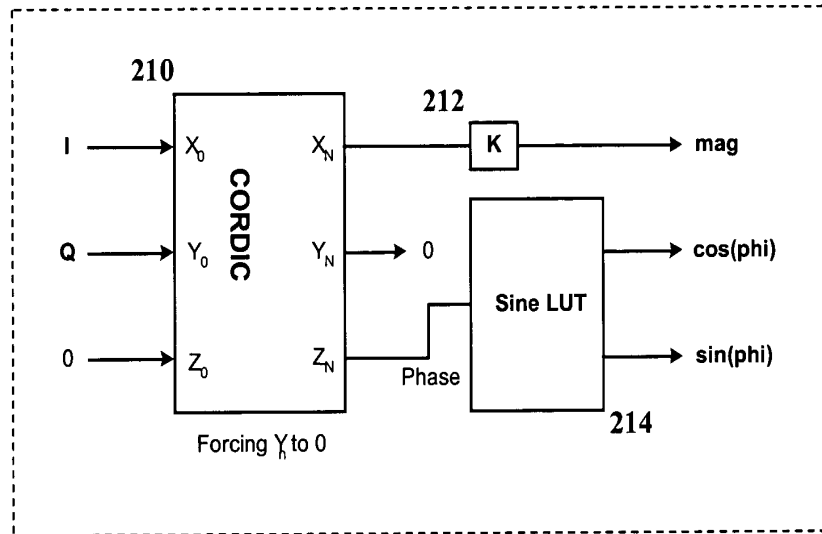 210
212
I
X0
XN
K
mag
CORDIC
Q
Y0
YN
0
Sine LUT
cos(phi)
0
Z0
ZN
Phase
sin(phi)
214
Forcing Yn to 0